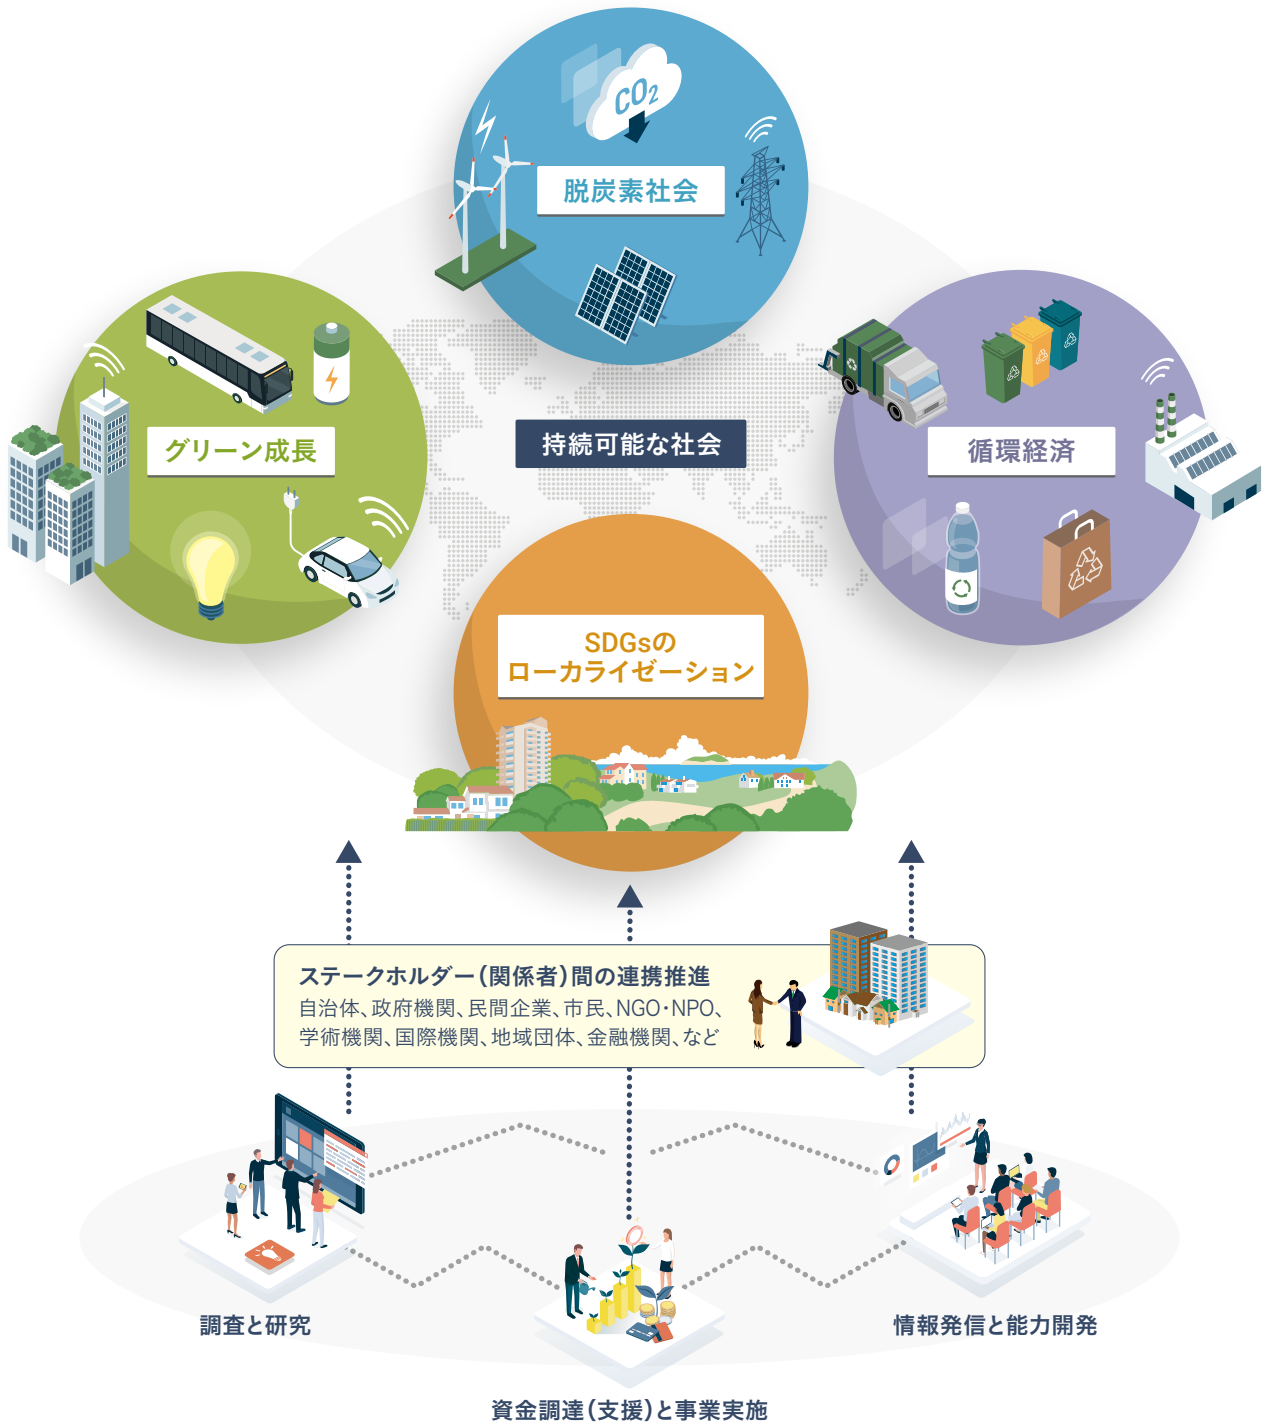 CO2
脱炭素社会
グリーン成長
持続可能な社会
循環経済
SDGsの
ローカライゼーション
ステークホルダー(関係者)間の連携推進
自治体、政府機関、民間企業、市民、NGO・NPO、
学術機関、国際機関、地域団体、金融機関、など
調査と研究
情報発信と能力開発
資金調達(支援)と事業実施